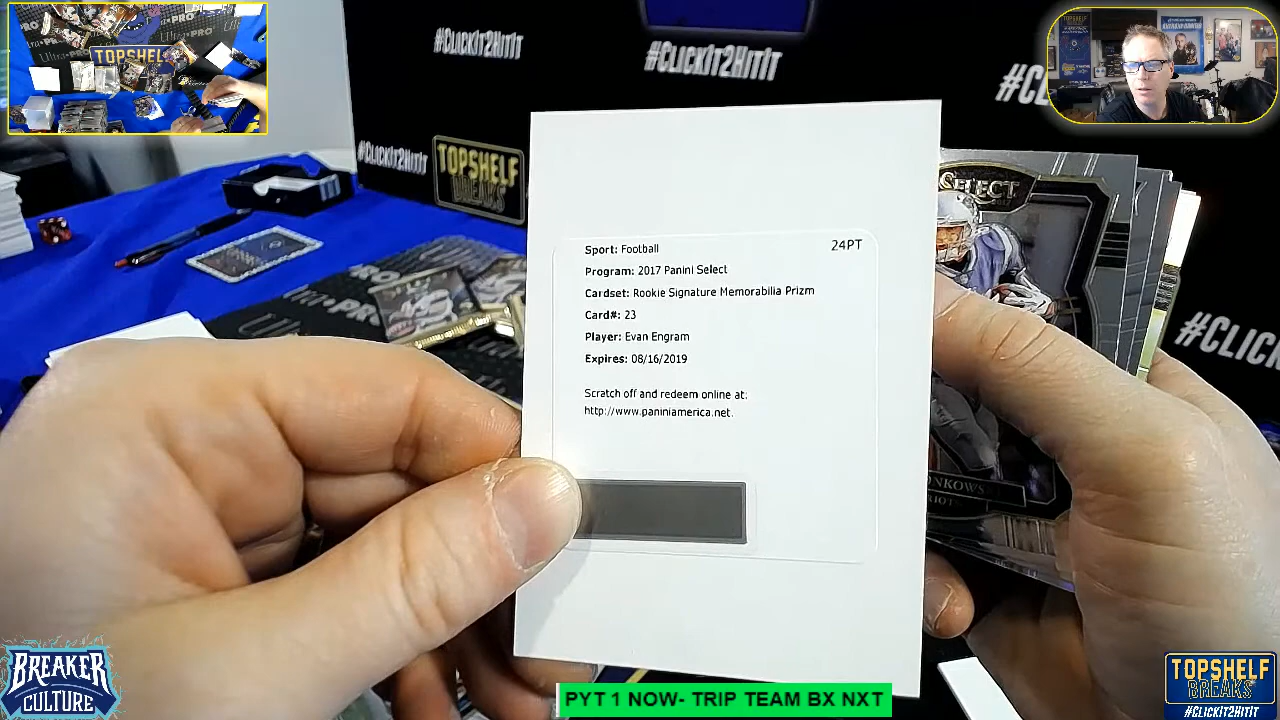 TOPSHELF
#CLICKIT2HITIT
#CLICKIT2HITIT
#CLICKIT2HITIT
TOPSHELF
BREAKS
SELECT
Sport: Football
24PT
Program: 2017 Panini Select
Cardset: Rookie Signature Memorabilia Prizm
Card#: 23
Player: Evan Engram
Expires: 08/16/2019
Scratch off and redeem online at:
http://www.paniniamerica.net.
#CLICK
BREAKER
CULTURE
PYT 1 NOW- TRIP TEAM BX NXT
TOPSHELF
BREAKS
#CLICKIT2HITIT